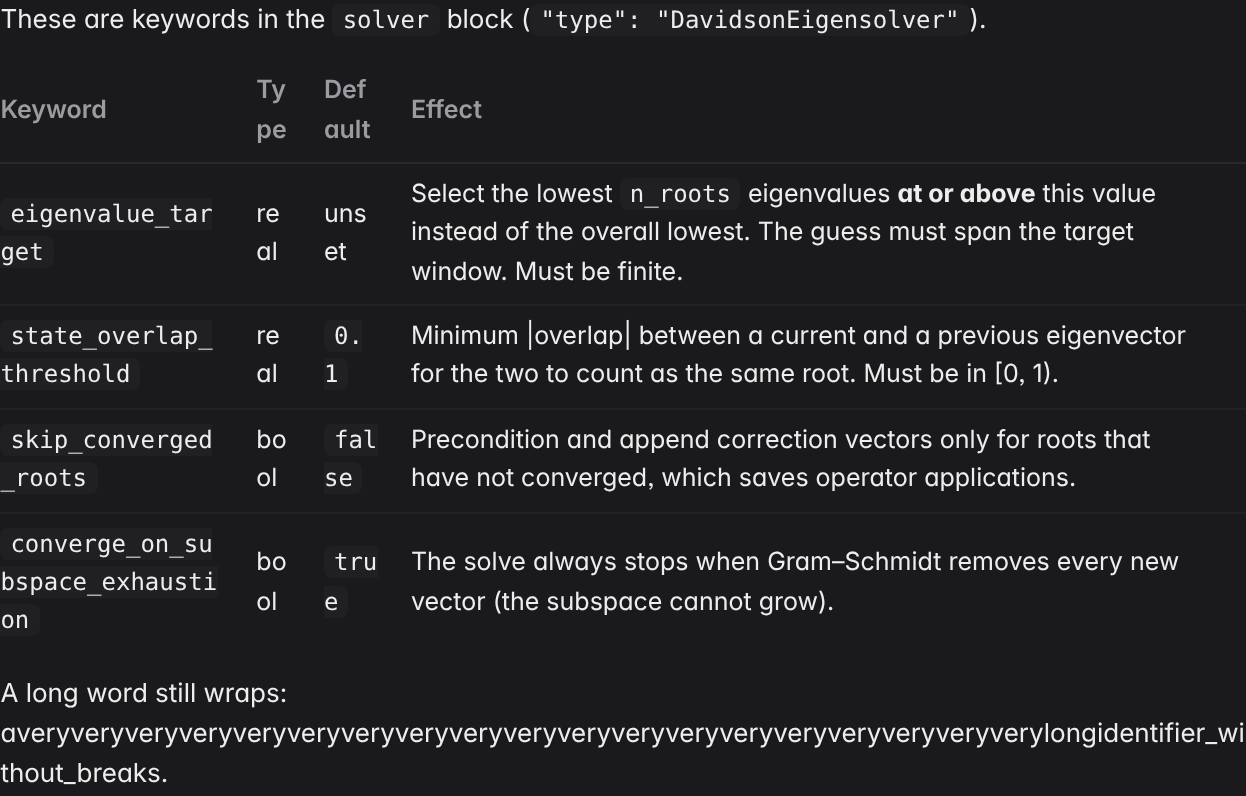 These are keywords in the solver block ( "type": "DavidsonEigensolver" ).
Keyword
Ty
pe
Def
ault
Effect
eigenvalue_tar
get
re
al
uns
et
Select the lowest n_roots eigenvalues at or above this value
instead of the overall lowest. The guess must span the target
window. Must be finite.
state_overlap_
threshold
re
al
0.
1
Minimum |overlap| between a current and a previous eigenvector
for the two to count as the same root. Must be in [0, 1).
skip_converged
_roots
bo
ol
fal
se
Precondition and append correction vectors only for roots that
have not converged, which saves operator applications.
converge_on_su
bspace_exhausti
on
bo
ol
tru
e
The solve always stops when Gram–Schmidt removes every new
vector (the subspace cannot grow).
A long word still wraps:
averyveryveryveryveryveryveryveryveryveryveryveryveryveryveryveryveryveryverylongidentifier_wi
thout_breaks.